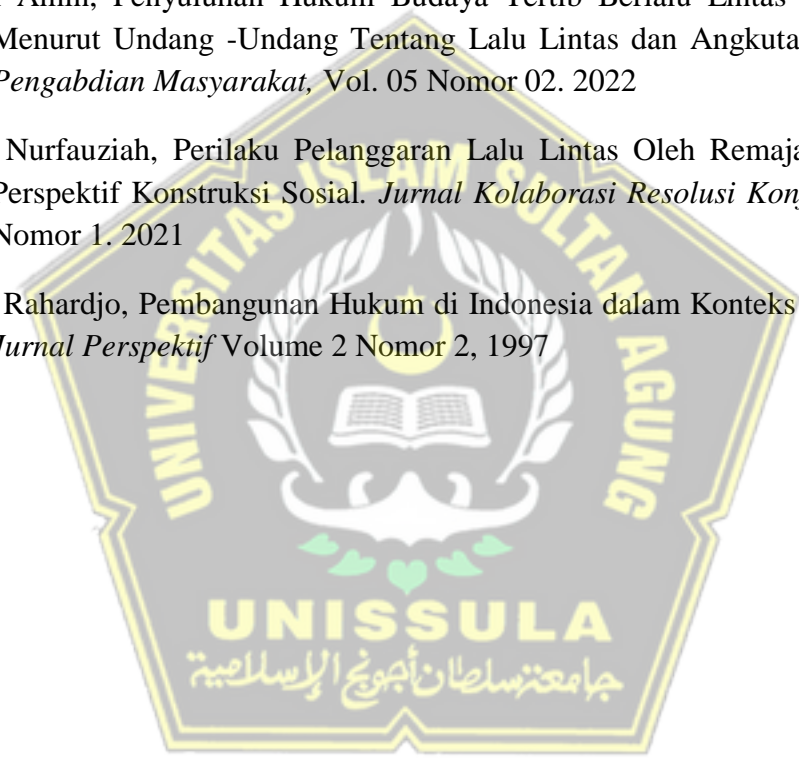 Amin, Penyuluhan Hukum Budaya Tertib Berlalu Lintas
Menurut Undang -Undang Tentang Lalu Lintas dan Angkuta
Pengabdian Masyarakat, Vol. 05 Nomor 02. 2022
Nurfauziah, Perilaku Pelanggaran Lalu Lintas Oleh Remaja
Perspektif Konstruksi Sosial. Jurnal Kolaborasi Resolusi Konf
Nomor 1. 2021
Rahardjo, Pembangunan Hukum di Indonesia dalam Konteks
Jurnal Perspektif Volume 2 Nomor 2, 1997
UNIVERSITAS ISLAM SULTAN AGUNG
UNISSULA
جامعة سلطان أجونج الإسلامية